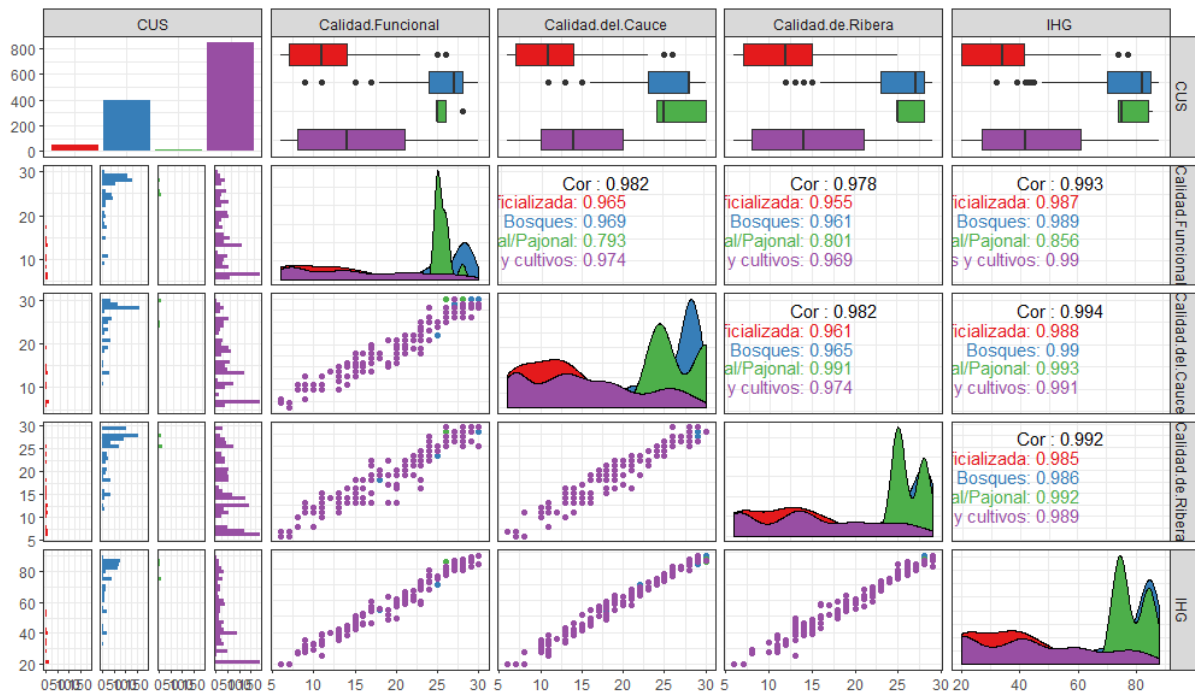 CUS
Calidad.Funcional
Calidad.del.Cauce
Calidad.de.Ribera
IHG
800
600
400
200
0
CUS
30
20
10
Cor : 0.982
ficializada: 0.965
Bosques: 0.969
al/Pajonal: 0.793
y cultivos: 0.974
Cor : 0.978
ficializada: 0.955
Bosques: 0.961
al/Pajonal: 0.801
y cultivos: 0.969
Cor : 0.993
ficializada: 0.987
Bosques: 0.989
al/Pajonal: 0.856
s y cultivos: 0.99
Calidad.Funcional
30
20
10
Cor : 0.982
ficializada: 0.961
Bosques: 0.965
al/Pajonal: 0.991
y cultivos: 0.974
Cor : 0.994
ficializada: 0.988
Bosques: 0.99
al/Pajonal: 0.993
y cultivos: 0.991
Calidad.del.Cauce
30
25
20
15
10
5
Cor : 0.992
ficializada: 0.985
Bosques: 0.986
al/Pajonal: 0.992
y cultivos: 0.989
Calidad.de.Ribera
80
60
40
20
IHG
5 10 15 20 25 30
5 10 15 20 25 30
5 10 15 20 25 30
20 40 60 80